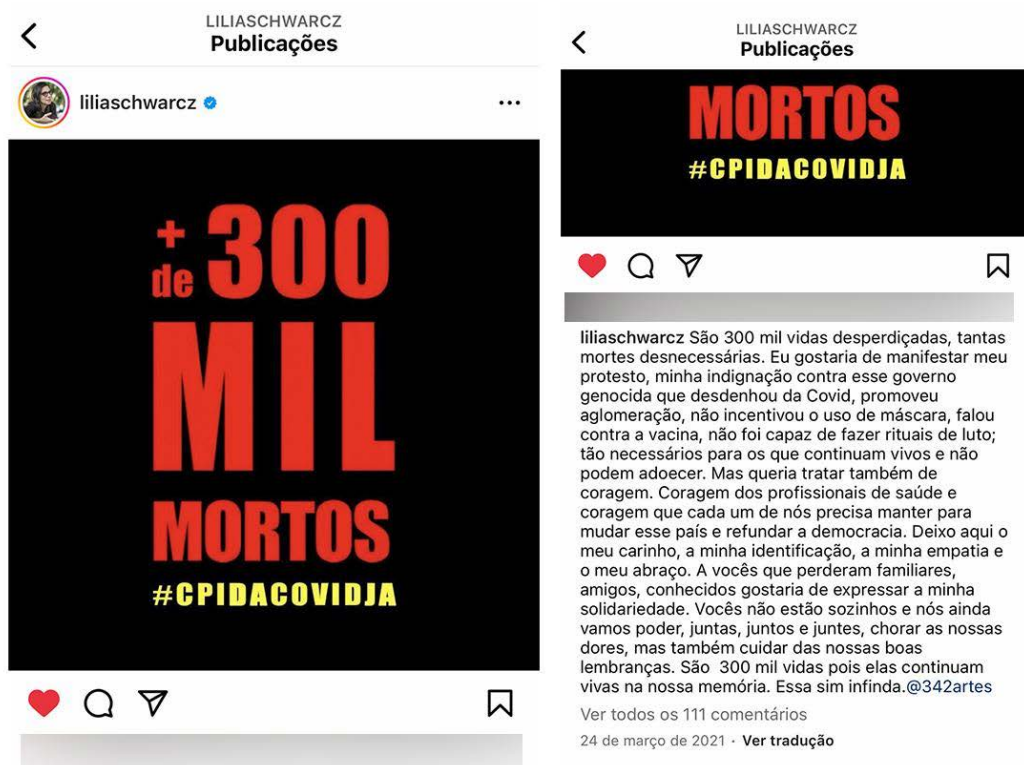 LILIASCHWARCZ
Publicações
liliaschwarcz
+
de 300
MIL
MORTOS
#CPIDACOVIDJA
LILIASCHWARCZ
Publicações
MORTOS
#CPIDACOVIDJA
liliaschwarcz São 300 mil vidas desperdiçadas, tantas
mortes desnecessárias. Eu gostaria de manifestar meu
protesto, minha indignação contra esse governo
genocida que desdenhou da Covid, promoveu
aglomeração, não incentivou o uso de máscara, falou
contra a vacina, não foi capaz de fazer rituais de luto;
tão necessários para os que continuam vivos e não
podem adoecer. Mas queria tratar também de
coragem. Coragem dos profissionais de saúde e
coragem que cada um de nós precisa manter para
mudar esse país e refundar a democracia. Deixo aqui o
meu carinho, a minha identificação, a minha empatia e
o meu abraço. A vocês que perderam familiares,
amigos, conhecidos gostaria de expressar a minha
solidariedade. Vocês não estão sozinhos e nós ainda
vamos poder, juntas, juntos e juntes, chorar as nossas
dores, mas também cuidar das nossas boas
lembranças. São  300 mil vidas pois elas continuam
vivas na nossa memória. Essa sim infinda.@342artes
Ver todos os 111 comentários
24 de março de 2021 · Ver tradução